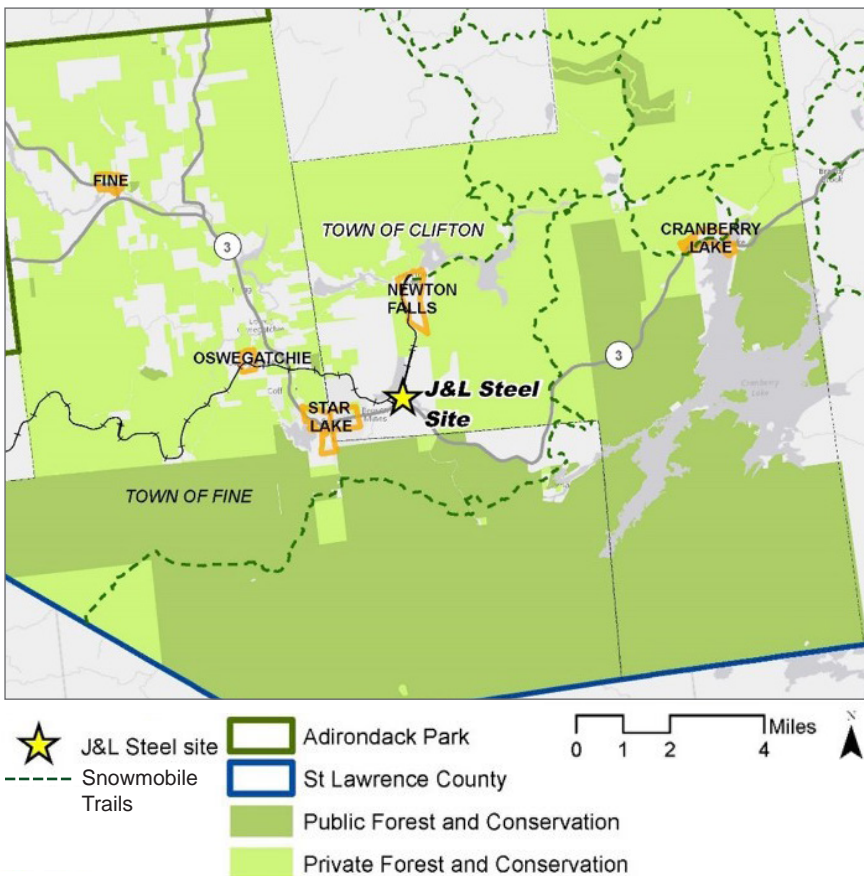 FINE
TOWN OF CLIFTON
3
CRANBERRY
LAKE
NEWTON
FALLS
OSWEGATCHIE
3
J&L Steel
Site
STAR
LAKE
Cranberry
Lake
TOWN OF FINE
J&L Steel site
Snowmobile
Trails
Adirondack Park
St Lawrence County
Public Forest and Conservation
Private Forest and Conservation
Miles
0 1 2 4
N